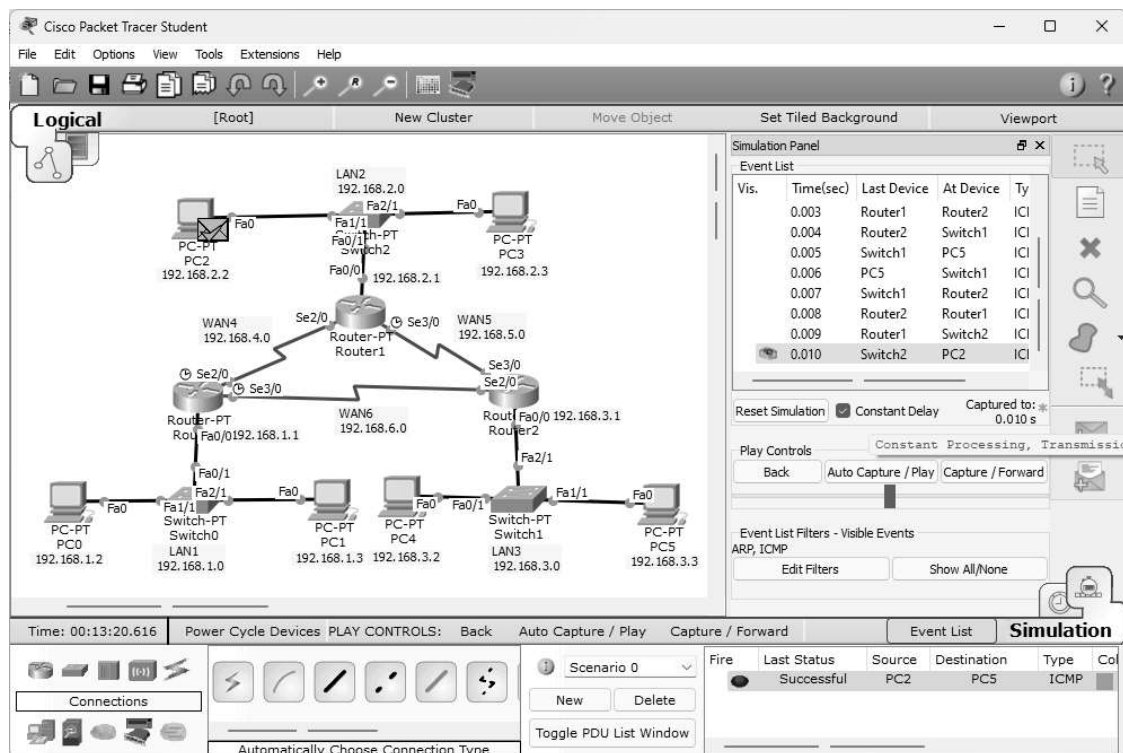 Cisco Packet Tracer Student
File Edit Options View Tools Extensions Help
Logical [Root] New Cluster Move Object Set Tiled Background Viewport
LAN2
192.168.2.0
Fa2/1
Fa0
Fa0
Fa1/1
Switch-PT
Fa0/1
Switch2
PC-PT
PC2
192.168.2.2
PC-PT
PC3
192.168.2.3
Fa0/0
192.168.2.1
WAN4
192.168.4.0
Se2/0
Se3/0
WAN5
192.168.5.0
Router-PT
Router1
Se3/0
Se2/0
Se2/0
Se3/0
WAN6
192.168.6.0
Router-PT
Fa0/0 192.168.1.1
Fa0/0 192.168.3.1
Router2
Fa0/1
Fa2/1
Fa2/1
Fa0
Fa0
Fa1/1
Switch-PT
Switch0
PC-PT
PC0
192.168.1.2
LAN1
192.168.1.0
PC-PT
PC1
192.168.1.3
Fa0
Fa0/1
Fa1/1
Fa0
PC-PT
PC4
192.168.3.2
Switch-PT
Switch1
LAN3
192.168.3.0
PC-PT
PC5
192.168.3.3
Simulation Panel
Event List
Vis. Time(sec) Last Device At Device Ty
0.003 Router1 Router2 ICI
0.004 Router2 Switch1 ICI
0.005 Switch1 PC5 ICI
0.006 PC5 Switch1 ICI
0.007 Switch1 Router2 ICI
0.008 Router2 Router1 ICI
0.009 Router1 Switch2 ICI
0.010 Switch2 PC2 ICI
Reset Simulation Constant Delay Captured to: *
0.010 s
Constant Processing, Transmissio
Play Controls
Back Auto Capture / Play Capture / Forward
Event List Filters - Visible Events
ARP, ICMP
Edit Filters Show All/None
Time: 00:13:20.616 Power Cycle Devices PLAY CONTROLS: Back Auto Capture / Play Capture / Forward Event List Simulation
Connections
Automatically Choose Connection Type
Scenario 0
New Delete
Toggle PDU List Window
Fire Last Status Source Destination Type Col
Successful PC2 PC5 ICMP